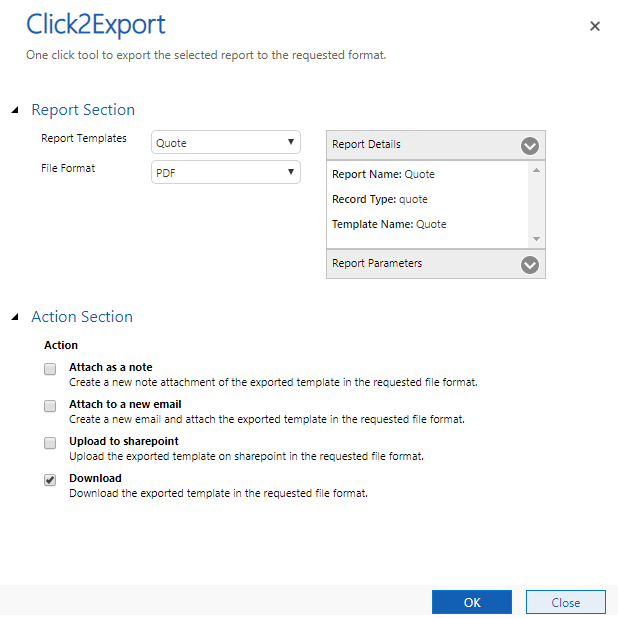 Click2Export
One click tool to export the selected report to the requested format.
Report Section
Report Templates
Quote
File Format
PDF
Report Details
Report Name: Quote
Record Type: quote
Template Name: Quote
Report Parameters
Action Section
Action
Attach as a note
Create a new note attachment of the exported template in the requested file format.
Attach to a new email
Create a new email and attach the exported template in the requested file format.
Upload to sharepoint
Upload the exported template on sharepoint in the requested file format.
Download
Download the exported template in the requested file format.
OK
Close